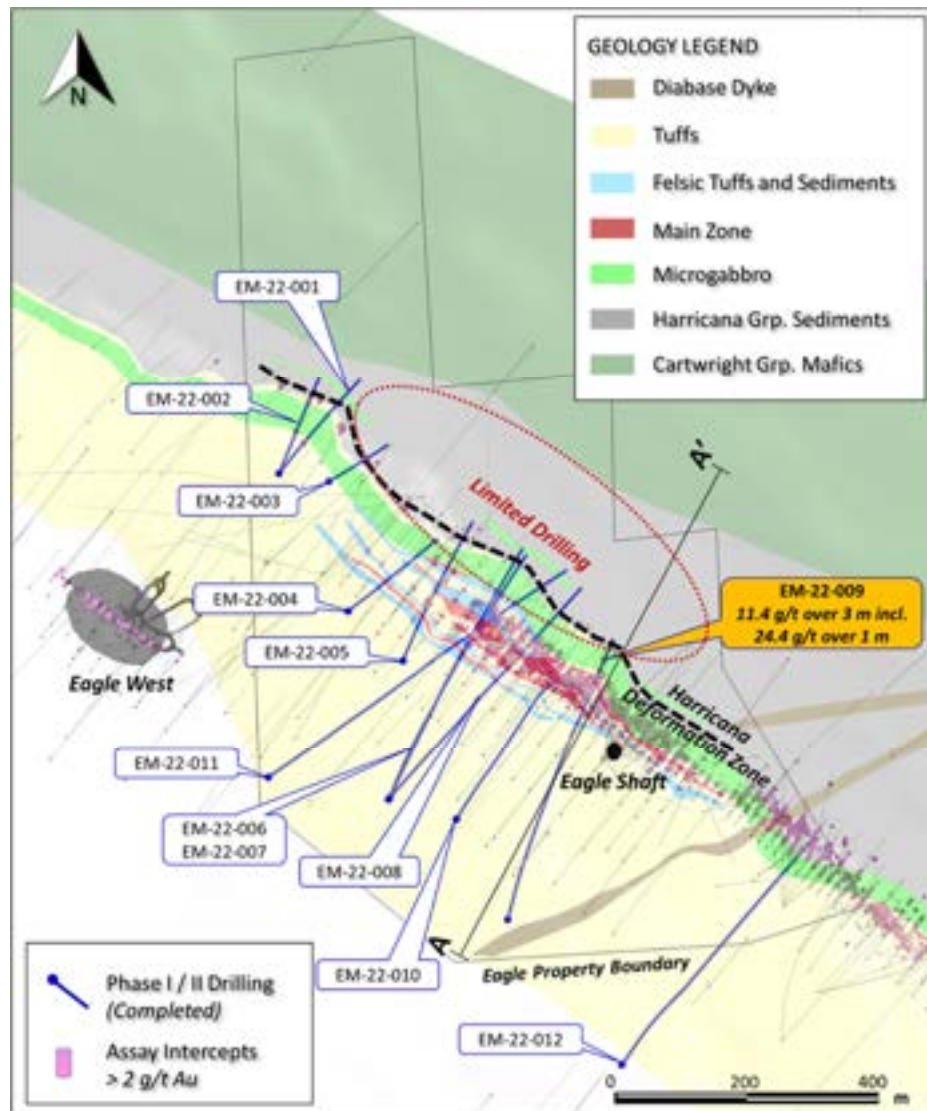 N
GEOLOGY LEGEND
Diabase Dyke
Tuffs
Felsic Tuffs and Sediments
Main Zone
Microgabbro
Harricana Grp. Sediments
Cartwright Grp. Mafics
EM-22-001
EM-22-002
EM-22-003
A'
Limited Drilling
EM-22-009
11.4 g/t over 3 m incl.
24.4 g/t over 1 m
EM-22-004
EM-22-005
Eagle West
Harricana
Deformation Zone
Eagle Shaft
EM-22-011
EM-22-006
EM-22-007
EM-22-008
A
EM-22-010
Eagle Property Boundary
EM-22-012
Phase I / II Drilling
(Completed)
Assay Intercepts
> 2 g/t Au
0 200 400
m